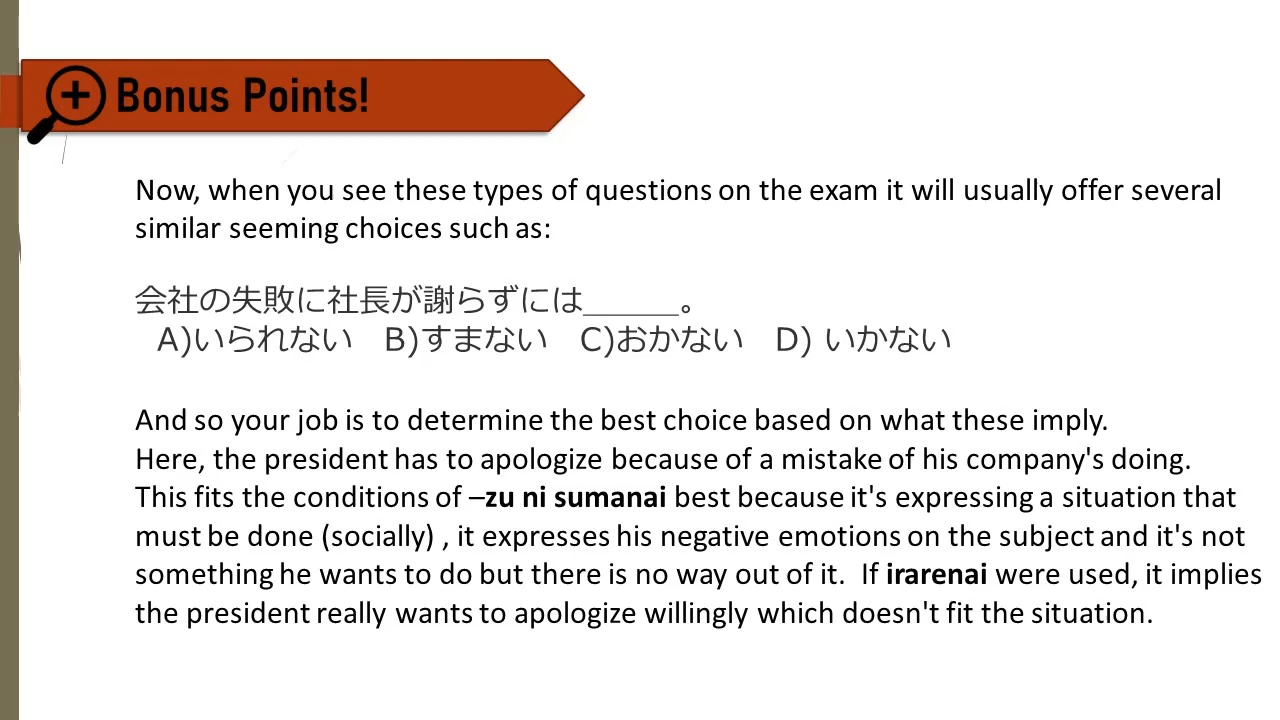 Bonus Points!
Now, when you see these types of questions on the exam it will usually offer several
similar seeming choices such as:
会社の失敗に社長が謝らずには______。
A)いられない B)すまない C)おかない D) いかない
And so your job is to determine the best choice based on what these imply.
Here, the president has to apologize because of a mistake of his company's doing.
This fits the conditions of –zu ni sumanai best because it's expressing a situation that
must be done (socially) , it expresses his negative emotions on the subject and it's not
something he wants to do but there is no way out of it. If irarenai were used, it implies
the president really wants to apologize willingly which doesn't fit the situation.